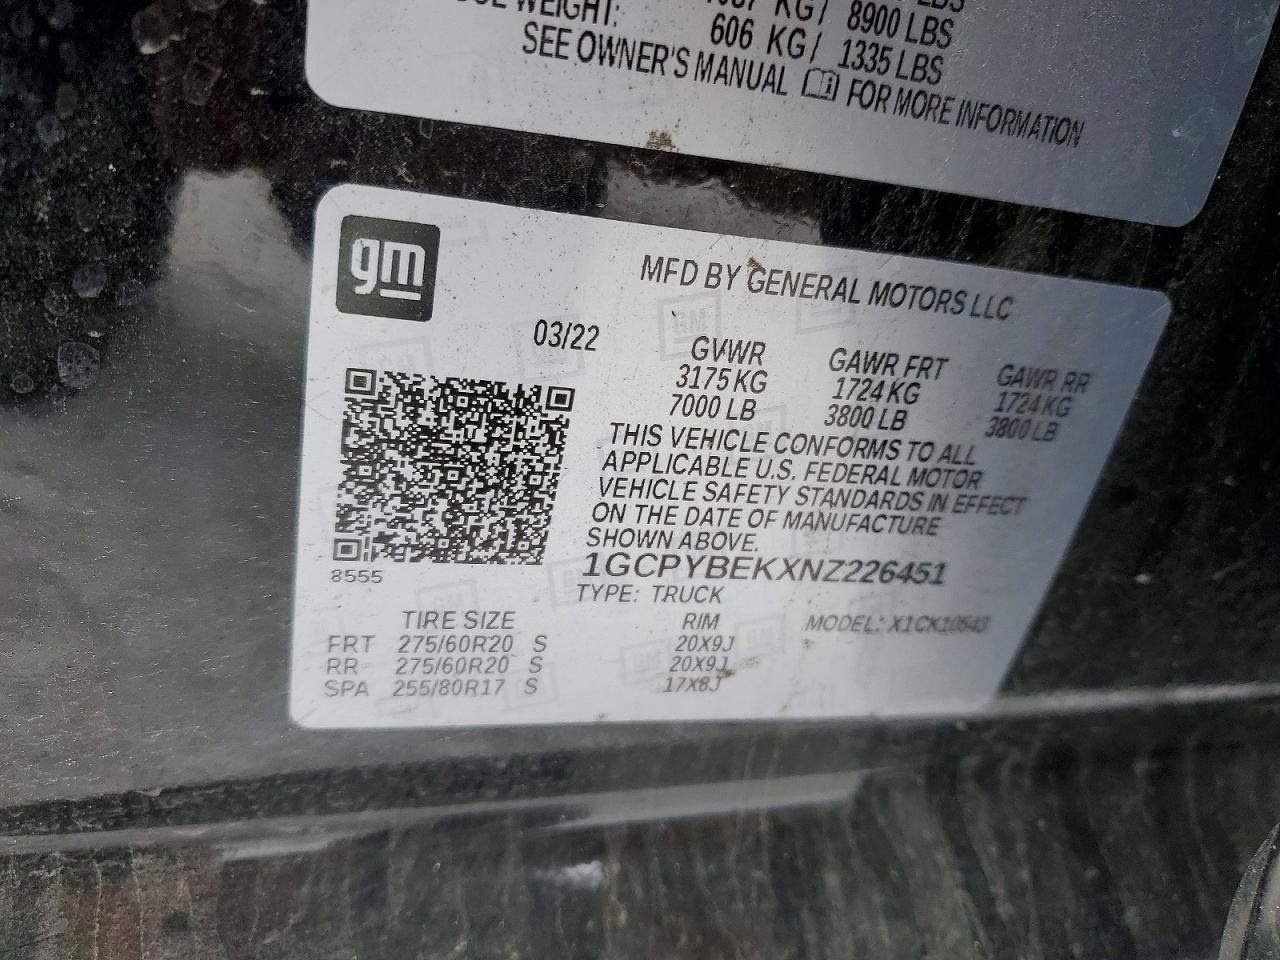 KG/ 8900 LBS
WEIGHT: 606 KG/ 1335 LBS
SEE OWNER'S MANUAL FOR MORE INFORMATION
gm
MFD BY GENERAL MOTORS LLC
03/22
GVWR GAWR FRT GAWR RR
3175 KG 1724 KG 1724 KG
7000 LB 3800 LB 3800 LB
THIS VEHICLE CONFORMS TO ALL
APPLICABLE U.S. FEDERAL MOTOR
VEHICLE SAFETY STANDARDS IN EFFECT
ON THE DATE OF MANUFACTURE
SHOWN ABOVE.
8555
1GCPYBEKXNZ226451
TYPE: TRUCK
TIRE SIZE RIM MODEL: X1CK10543
FRT 275/60R20 S 20X9J
RR 275/60R20 S 20X9J
SPA 255/80R17 S 17X8J